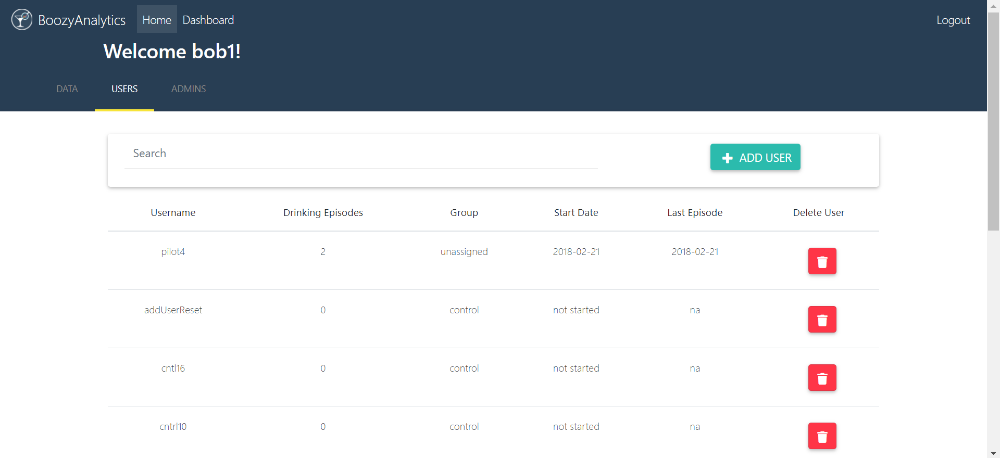 BoozyAnalytics Home Dashboard Logout
Welcome bob1!
DATA USERS ADMINS
Search ADD USER
Username Drinking Episodes Group Start Date Last Episode Delete User
pilot4 2 unassigned 2018-02-21 2018-02-21
addUserReset 0 control not started na
cntl16 0 control not started na
cntrl10 0 control not started na